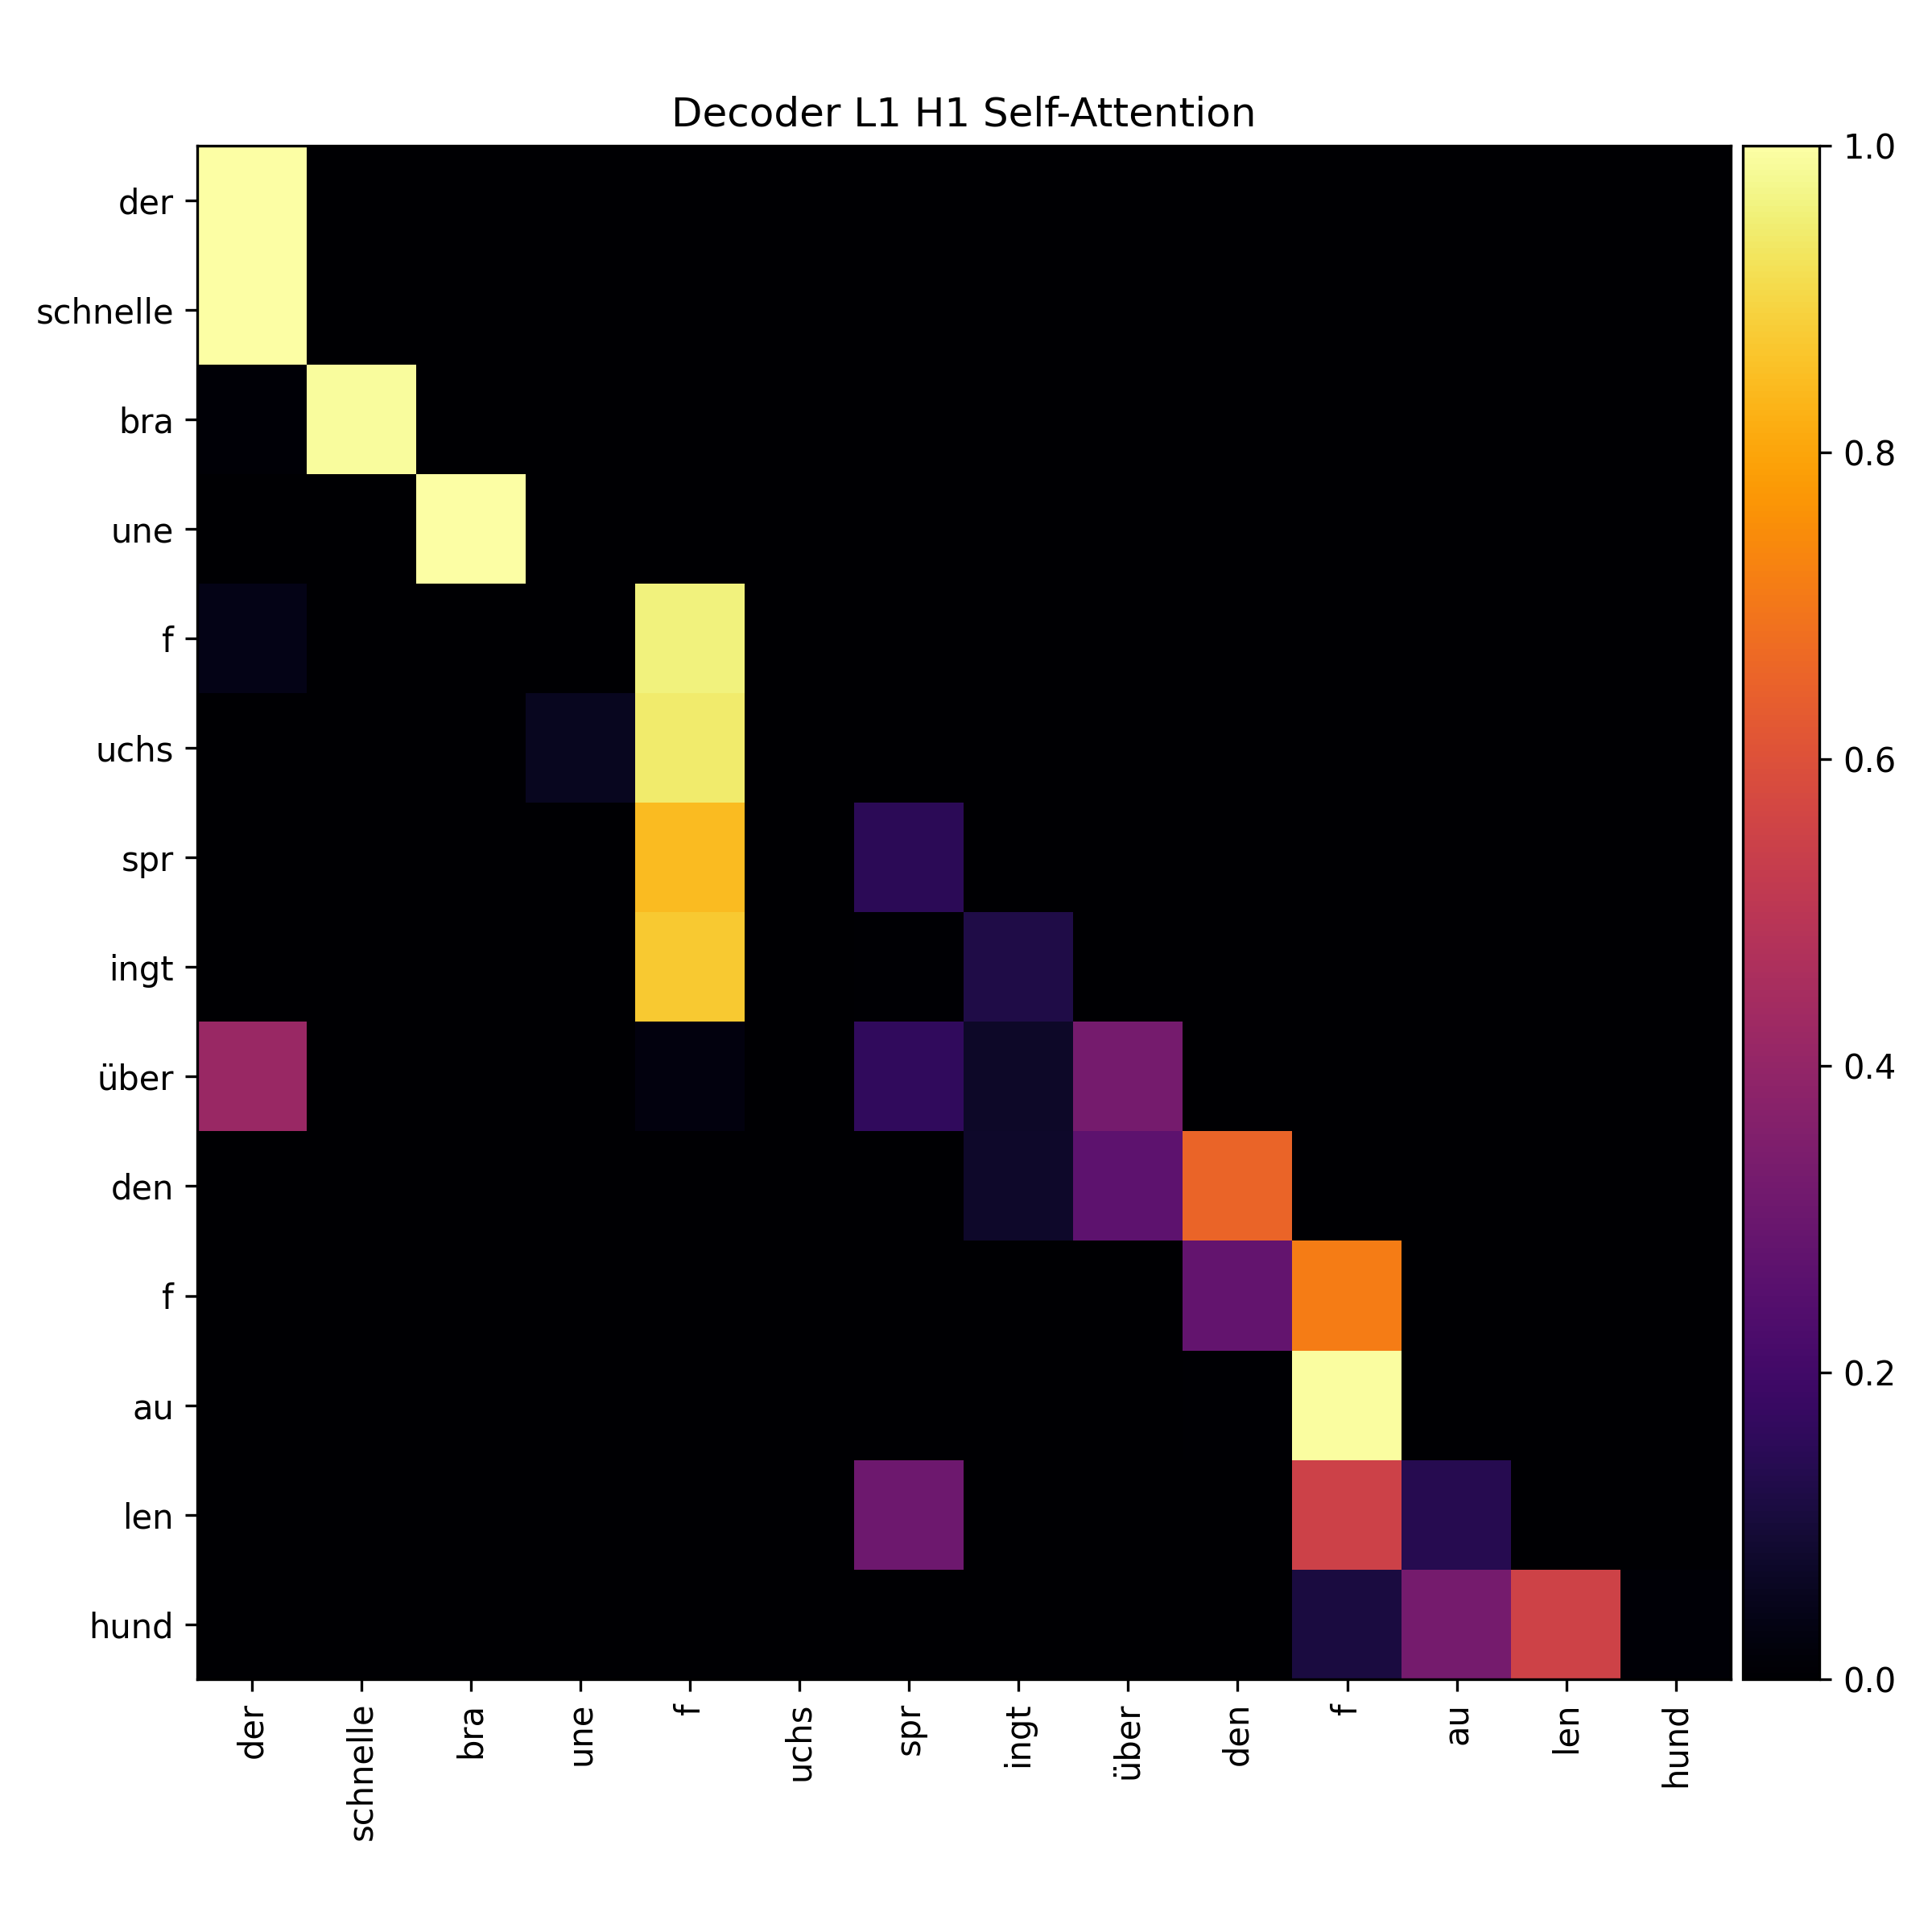 Decoder L1 H1 Self-Attention
der
schnelle
bra
une
f
uchs
spr
ingt
über
den
f
au
len
hund
der
schnelle
bra
une
f
uchs
spr
ingt
über
den
f
au
len
hund
1.0
0.8
0.6
0.4
0.2
0.0